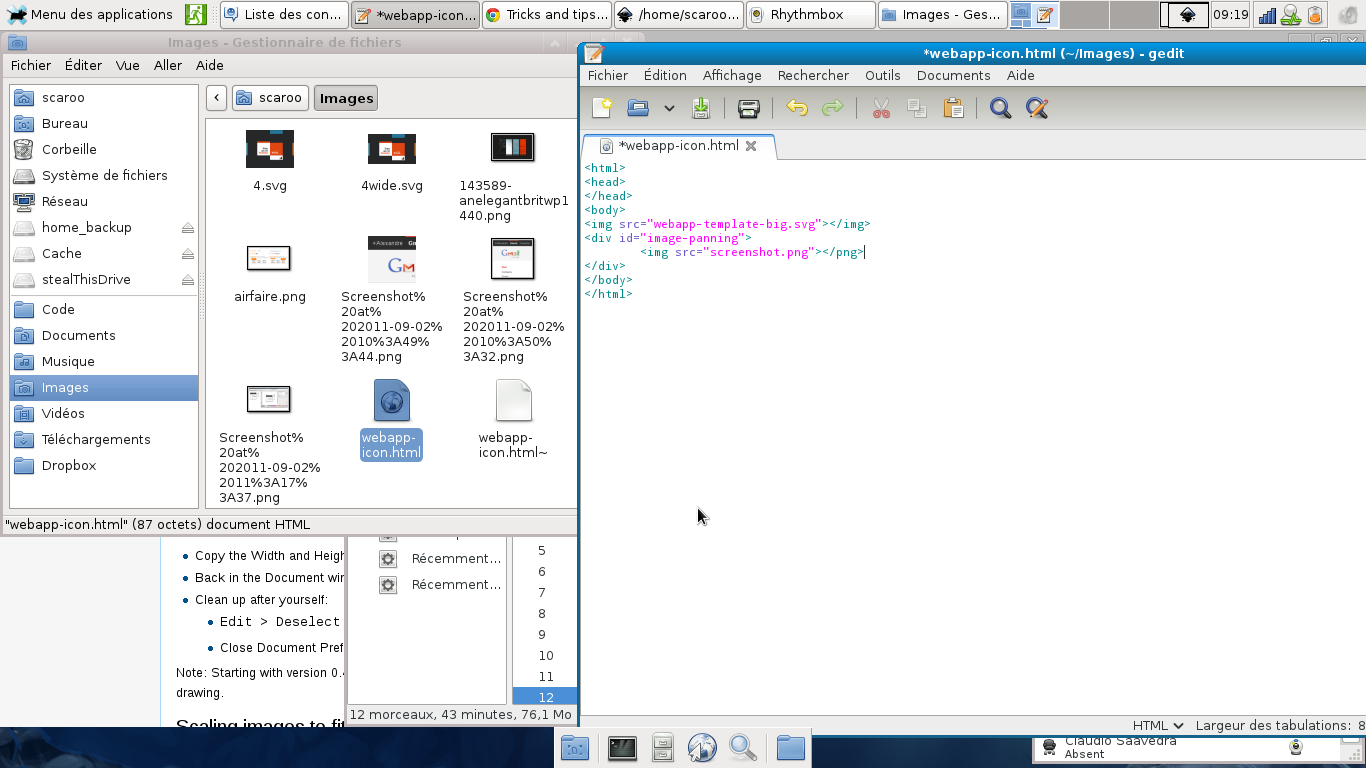 Menu des applications
Liste des con...
*webapp-icon...
Tricks and tips...
/home/scaroo...
Rhythmbox
Images - Ges...
09:19
Images - Gestionnaire de fichiers
Fichier Éditer Vue Aller Aide
scaroo
Bureau
Corbeille
Système de fichiers
Réseau
home_backup
Cache
stealThisDrive
Code
Documents
Musique
Images
Vidéos
Téléchargements
Dropbox
scaroo
Images
4.svg
4wide.svg
143589-
anelegantbritwp1
440.png
airfaire.png
Screenshot%
20at%
202011-09-02%
2010%3A49%
3A44.png
Screenshot%
20at%
202011-09-02%
2010%3A50%
3A32.png
Screenshot%
20at%
202011-09-02%
2011%3A17%
3A37.png
webapp-
icon.html
webapp-
icon.html~
"webapp-icon.html" (87 octets) document HTML
*webapp-icon.html (~/Images) - gedit
Fichier Édition Affichage Rechercher Outils Documents Aide
*webapp-icon.html
<html>
<head>
</head>
<body>
<img src="webapp-template-big.svg"></img>
<div id="image-panning">
<img src="screenshot.png"></png>
</div>
</body>
</html>
HTML
Largeur des tabulations: 8
Copy the Width and Heigh
Back in the Document win
Clean up after yourself:
Edit > Deselect
Close Document Pref
Note: Starting with version 0.
drawing.
Scaling images to fi
Récemment...
Récemment...
5
6
7
8
9
10
11
12
12 morceaux, 43 minutes, 76,1 Mo
Claudio Saavedra
Absent